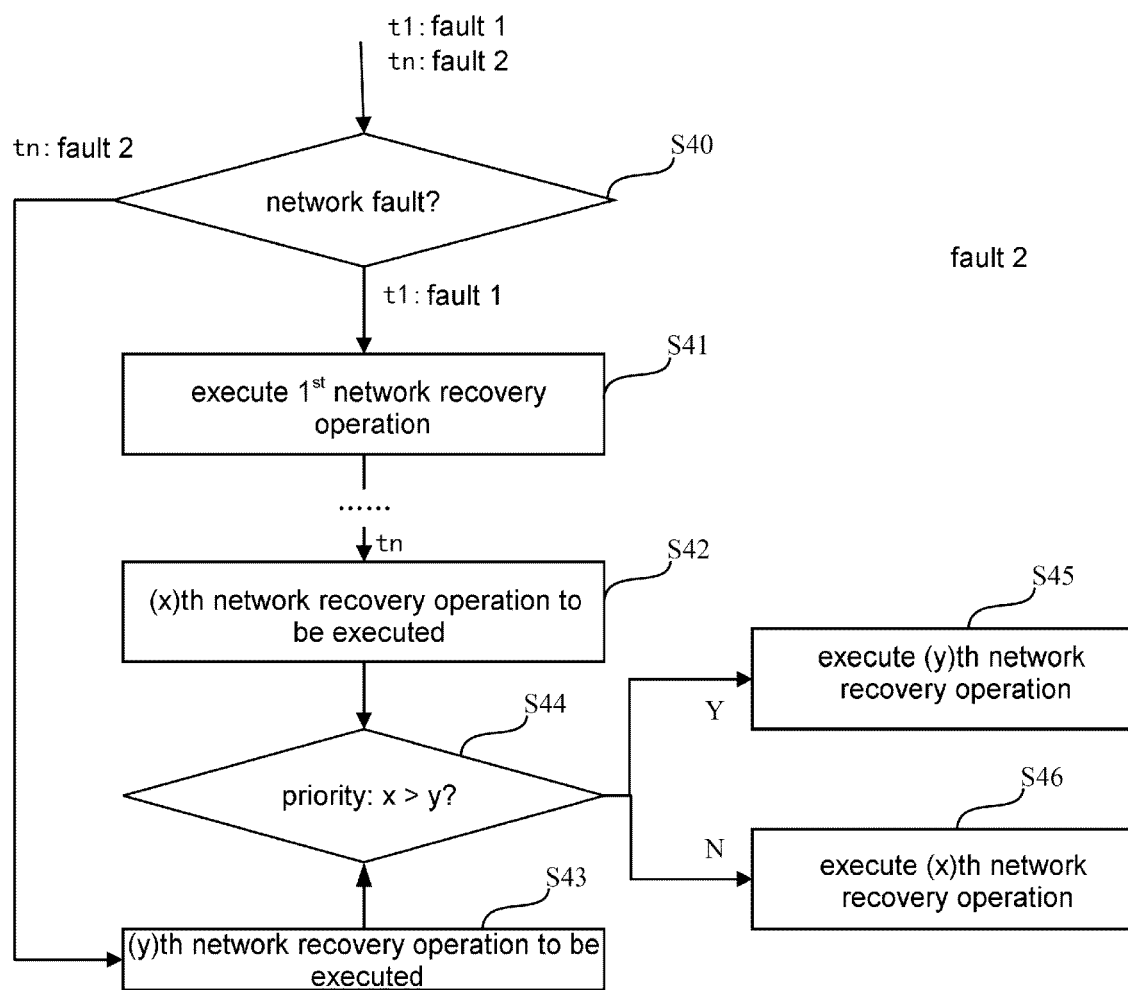 t1: fault 1
tn: fault 2
tn: fault 2
S40
network fault?
fault 2
t1: fault 1
S41
execute 1st network recovery
operation
......
tn
S42
(x)th network recovery operation to
be executed
S45
execute (y)th network
recovery operation
S44
Y
priority: x > y?
S46
N
execute (x)th network
recovery operation
S43
(y)th network recovery operation to be
executed